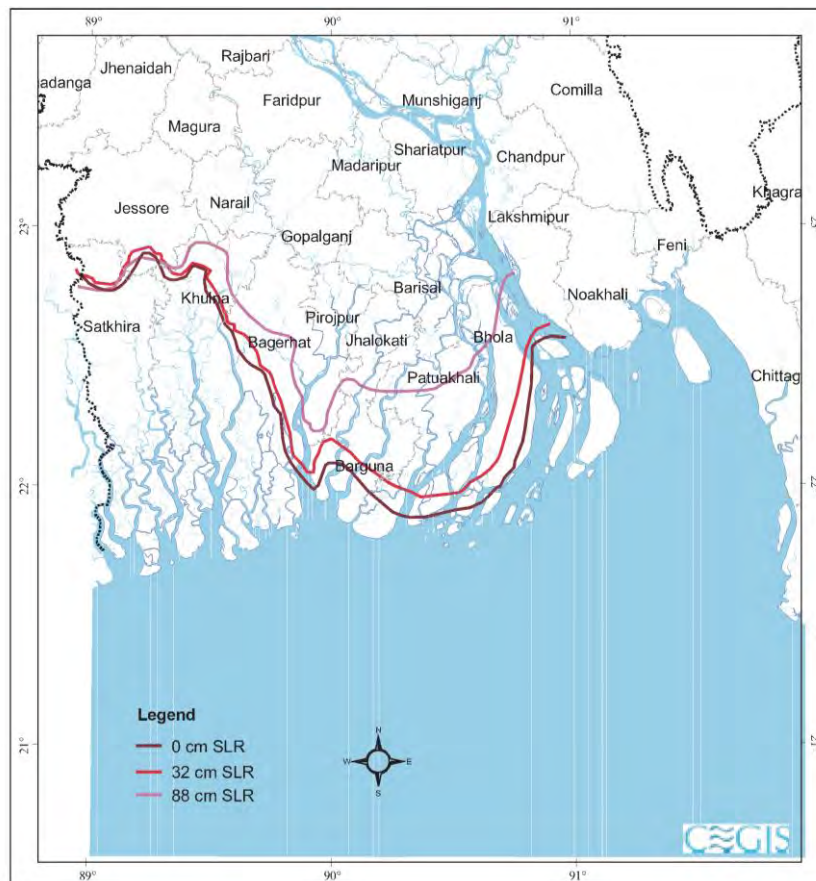 89° 90° 91°
Rajbari
Jhenaidah
adanga
Comilla
Faridpur
Munshiganj
Magura
Shariatpur
Chandpur
Madaripur
Khagra
Jessore
Narail
Lakshmipur
23°
Gopalganj
Feni
Barisal
Noakhali
Khulna
Satkhira
Pirojpur
Bagerhat
Jhalokati
Bhola
Patuakhali
Chittag
Barguna
22°
Legend
0 cm SLR
32 cm SLR
88 cm SLR
N
W E
S
21°
CEGIS
89° 90° 91°